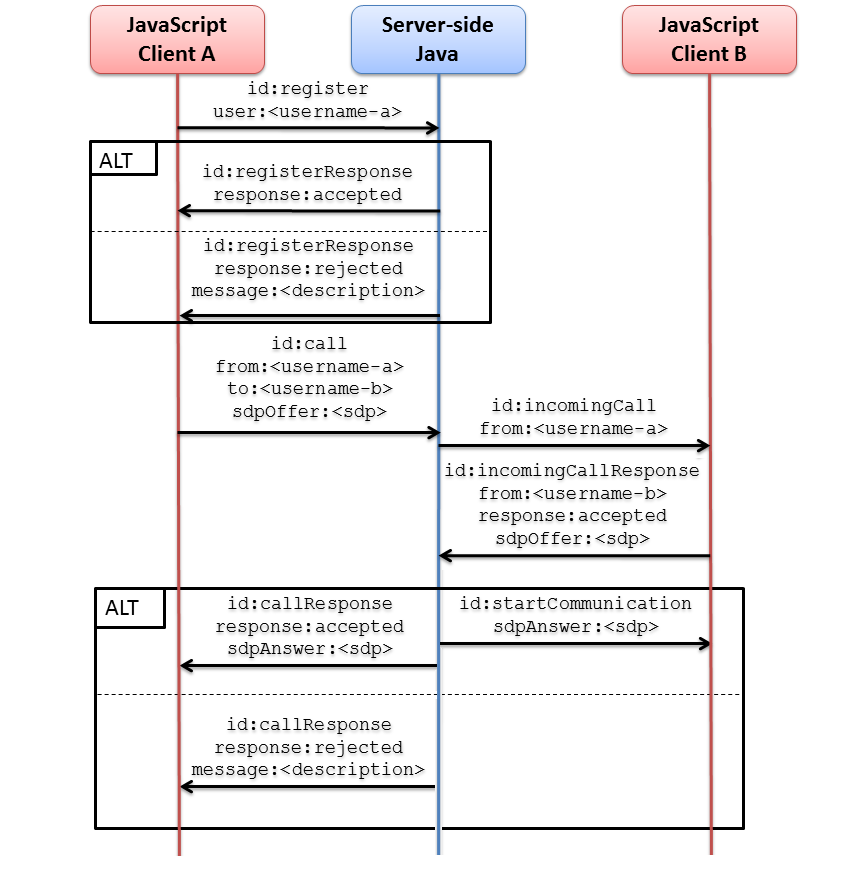 JavaScript
Client A
Server-side
Java
JavaScript
Client B
id:register
user:<username-a>
ALT
id:registerResponse
response:accepted
id:registerResponse
response:rejected
message:<description>
id:call
from:<username-a>
to:<username-b>
sdpOffer:<sdp>
id:incomingCall
from:<username-a>
id:incomingCallResponse
from:<username-b>
response:accepted
sdpOffer:<sdp>
ALT
id:callResponse
response:accepted
sdpAnswer:<sdp>
id:startCommunication
sdpAnswer:<sdp>
id:callResponse
response:rejected
message:<description>